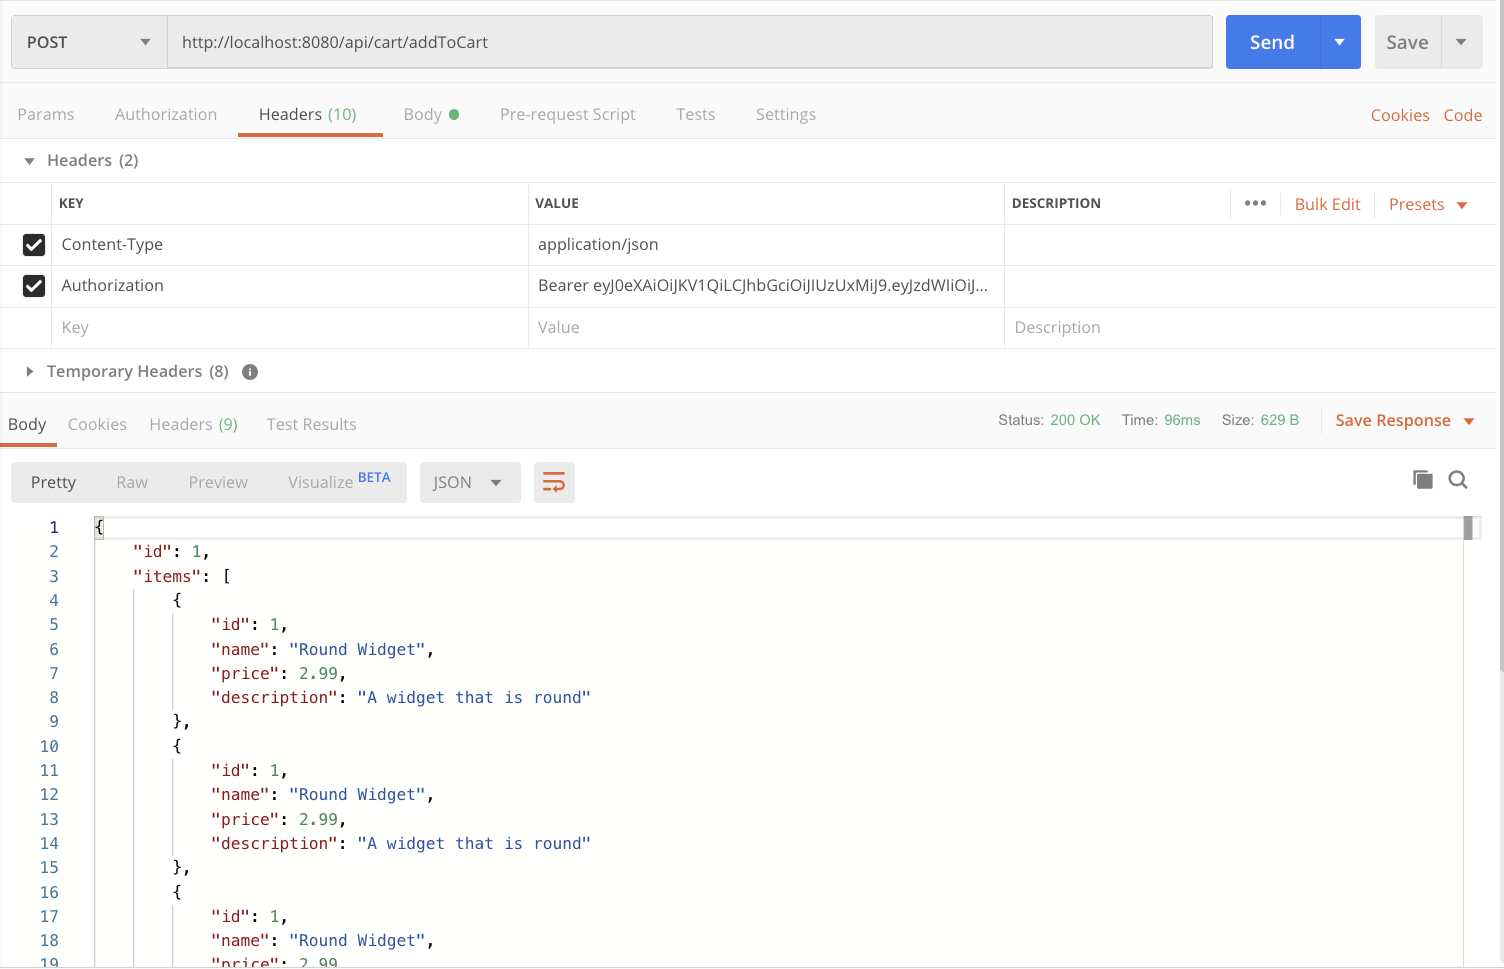 POST http://localhost:8080/api/cart/addToCart Send Save
Params Authorization Headers (10) Body Pre-request Script Tests Settings Cookies Code
Headers (2)
KEY VALUE DESCRIPTION ••• Bulk Edit Presets
Content-Type application/json
Authorization Bearer eyJ0eXAiOiJKV1QiLCJhbGciOiJIUzUxMiJ9.eyJzdWIiOiJ...
Key Value Description
Temporary Headers (8)
Body Cookies Headers (9) Test Results Status: 200 OK Time: 96ms Size: 629 B Save Response
Pretty Raw Preview Visualize BETA JSON
1 {
2 "id": 1,
3 "items": [
4 {
5 "id": 1,
6 "name": "Round Widget",
7 "price": 2.99,
8 "description": "A widget that is round"
9 },
10 {
11 "id": 1,
12 "name": "Round Widget",
13 "price": 2.99,
14 "description": "A widget that is round"
15 },
16 {
17 "id": 1,
18 "name": "Round Widget",
19 "price": 2.99